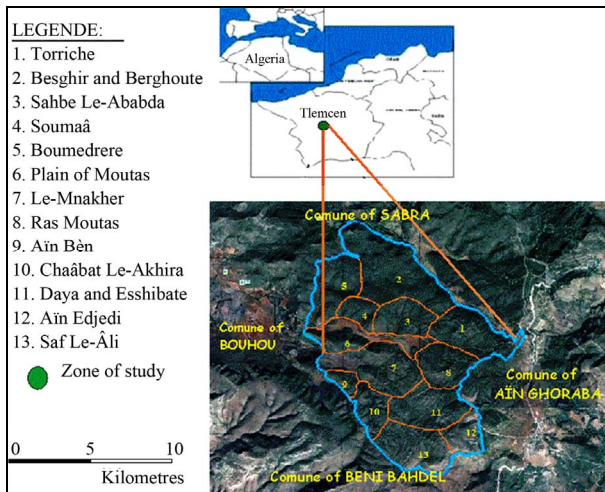 LEGENDE:
1. Torriche
2. Besghir and Berghoute
3. Sahbe Le-Ababda
4. Soumaâ
5. Boumedrere
6. Plain of Moutas
7. Le-Mnakher
8. Ras Moutas
9. Aïn Bèn
10. Chaâbat Le-Akhira
11. Daya and Esshibate
12. Aïn Edjedi
13. Saf Le-Âli
Zone of study
0 5 10
Kilometres
Algeria
Tlemcen
Comune of SABRA
5
2
4
3
1
6
7
8
9
10
11
12
13
Comune of
BOUHOU
Comune of
AÏN GHORABA
Comune of BENI BAHDEL